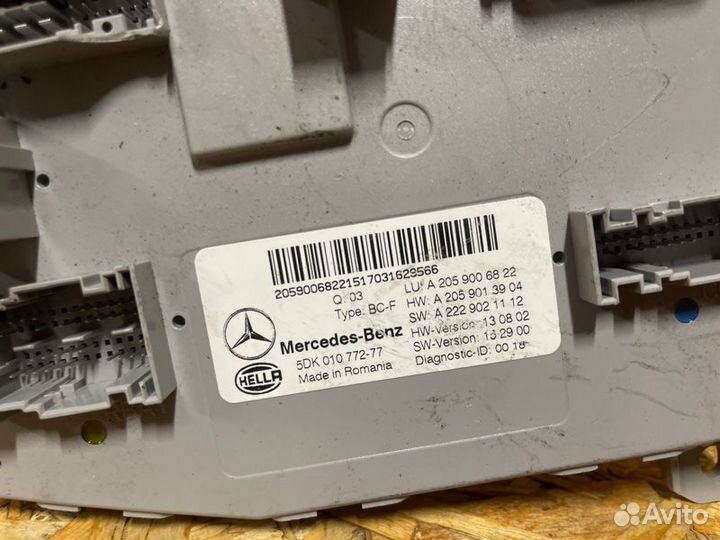 20590068221517031629566
Q: 03 LU: A 205 900 68 22
Type: BC-F HW: A 205 901 39 04
SW: A 222 902 11 12
Mercedes-Benz HW-Version: 13 08 02
5DK 010 772-77 SW-Version: 13 29 00
HELLA Made in Romania Diagnostic-ID: 00 18
Avito